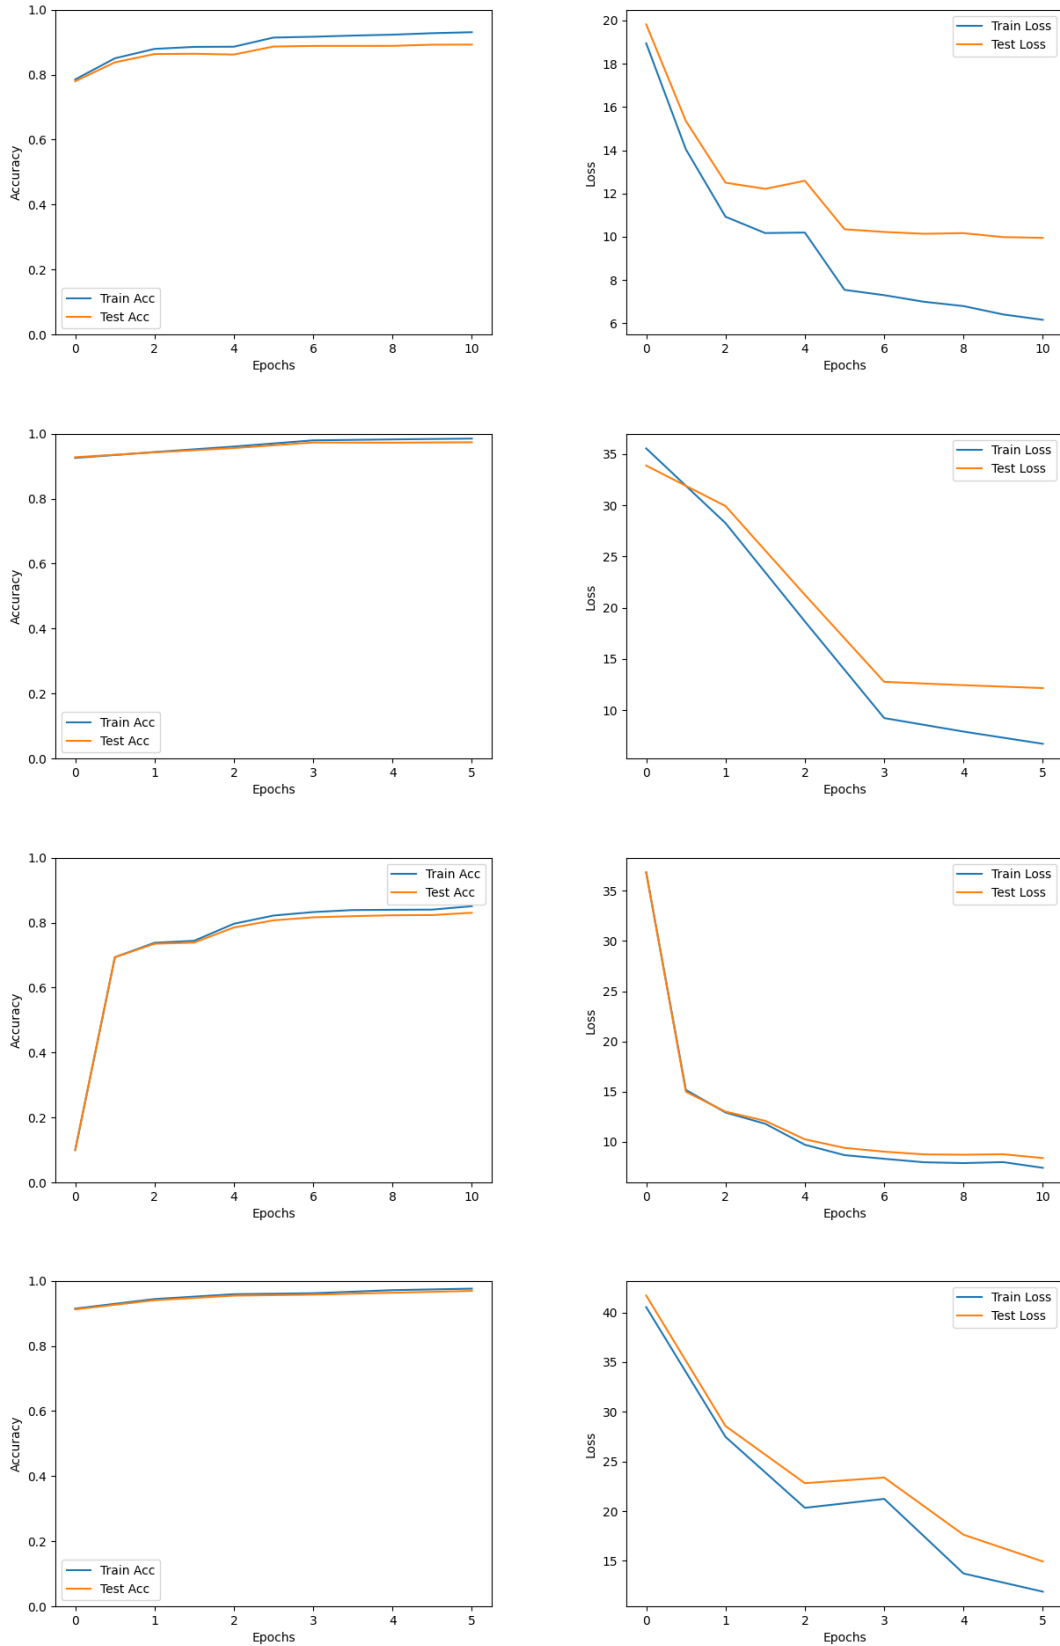 1.0
0.8
0.6
0.4
0.2
0.0
Accuracy
Train Acc
Test Acc
0 2 4 6 8 10
Epochs
20
18
16
14
12
10
8
6
Loss
Train Loss
Test Loss
0 2 4 6 8 10
Epochs
1.0
0.8
0.6
0.4
0.2
0.0
Accuracy
Train Acc
Test Acc
0 1 2 3 4 5
Epochs
35
30
25
20
15
10
Loss
Train Loss
Test Loss
0 1 2 3 4 5
Epochs
1.0
0.8
0.6
0.4
0.2
0.0
Accuracy
Train Acc
Test Acc
0 2 4 6 8 10
Epochs
35
30
25
20
15
10
Loss
Train Loss
Test Loss
0 2 4 6 8 10
Epochs
1.0
0.8
0.6
0.4
0.2
0.0
Accuracy
Train Acc
Test Acc
0 1 2 3 4 5
Epochs
40
35
30
25
20
15
Loss
Train Loss
Test Loss
0 1 2 3 4 5
Epochs